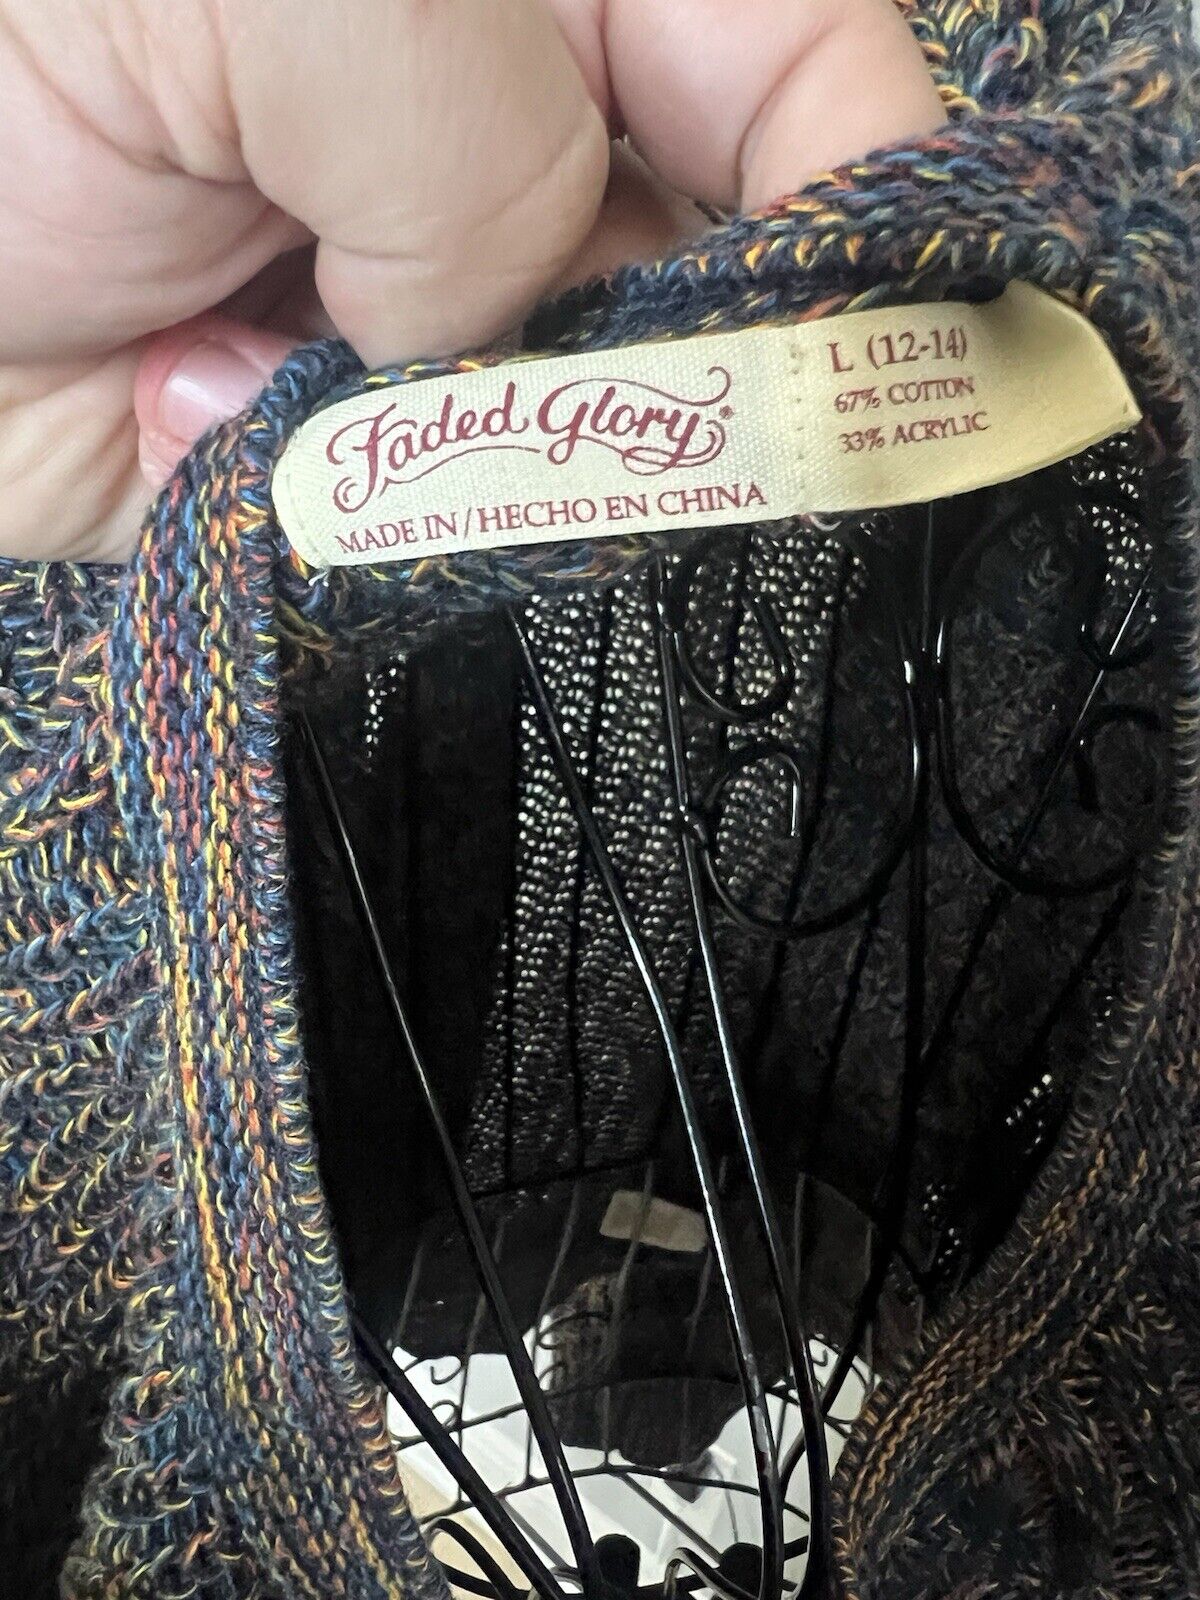 Faded Glory®
MADE IN / HECHO EN CHINA
L (12-14)
67% COTTON
33% ACRYLIC